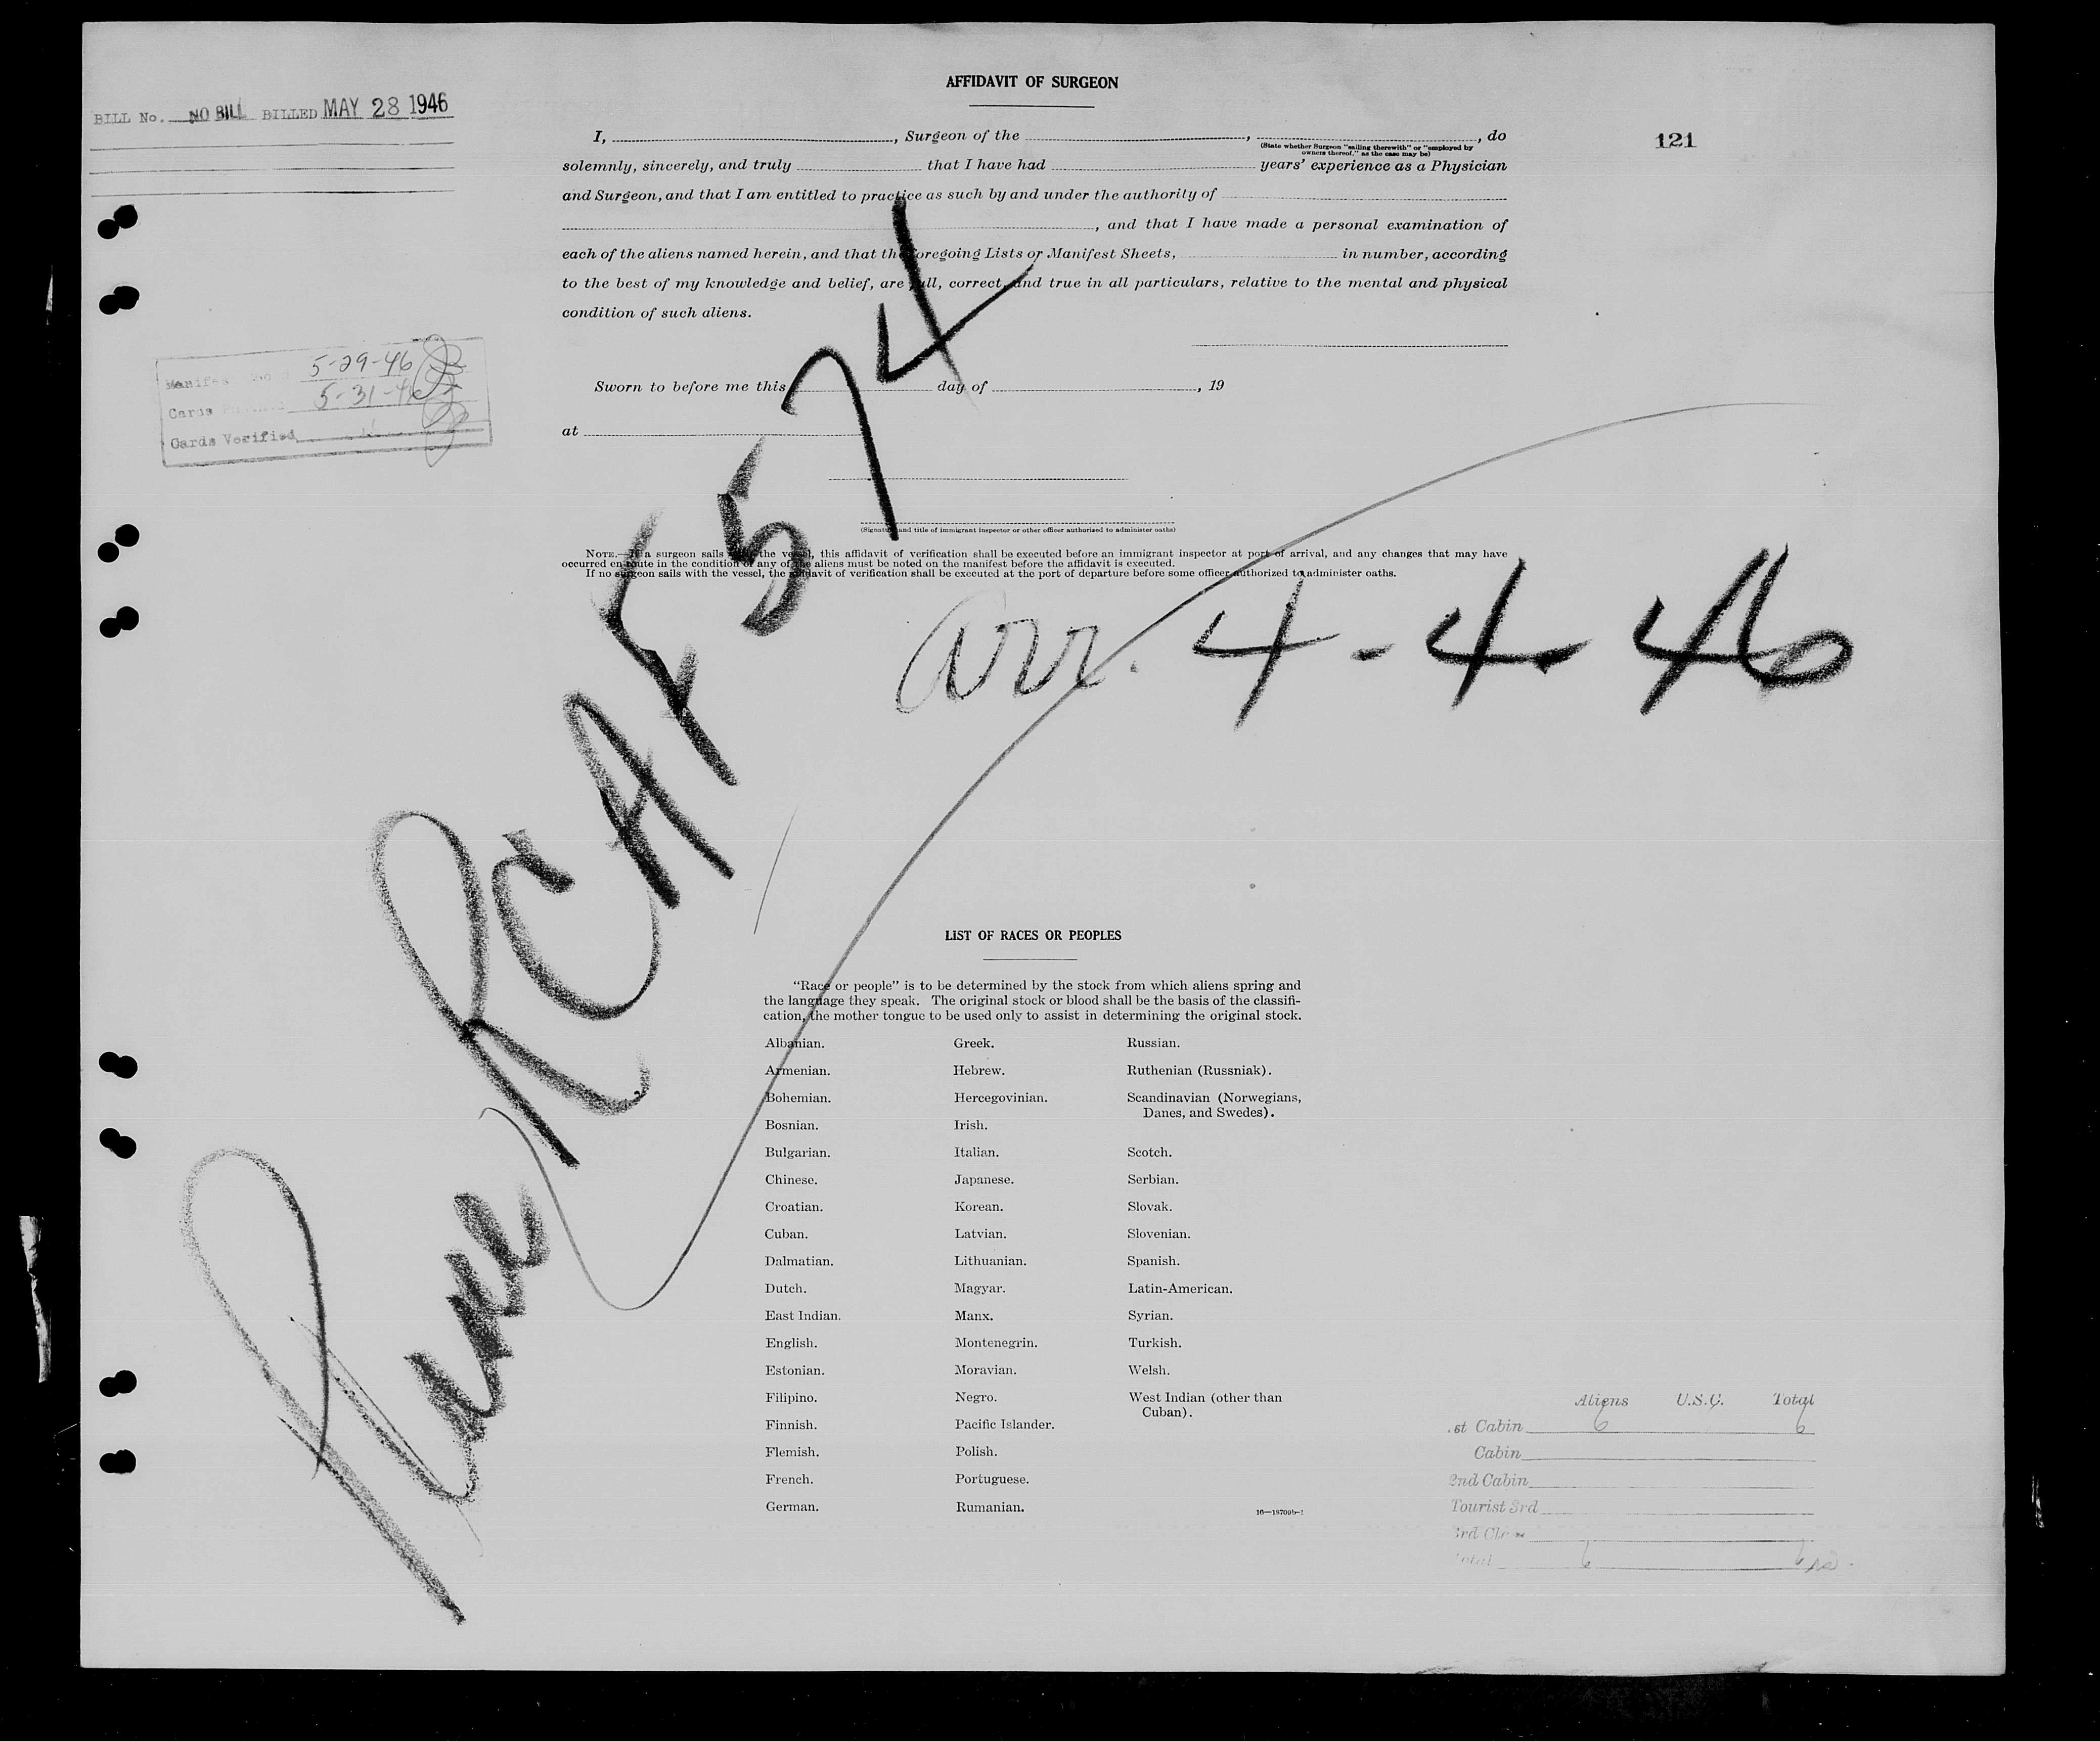 AFFIDAVIT OF SURGEON
BILL No. NO BILL BILLED MAY 28 1946
121
I, , Surgeon of the , , do
(State whether Surgeon "sailing therewith" or "employed by
owners thereof," as the case may be)
solemnly, sincerely, and truly that I have had years' experience as a Physician
and Surgeon, and that I am entitled to practice as such by and under the authority of
, and that I have made a personal examination of
each of the aliens named herein, and that the foregoing Lists or Manifest Sheets, in number, according
to the best of my knowledge and belief, are full, correct, and true in all particulars, relative to the mental and physical
condition of such aliens.
5-29-46
Cards 5-31-46
Cards Verified
Sworn to before me this day of , 19
at
(Signature and title of immigrant inspector or other officer authorized to administer oaths)
NOTE.—If a surgeon sails with the vessel, this affidavit of verification shall be executed before an immigrant inspector at port of arrival, and any changes that may have
occurred en route in the condition of any of the aliens must be noted on the manifest before the affidavit is executed.
If no surgeon sails with the vessel, the affidavit of verification shall be executed at the port of departure before some officer authorized to administer oaths.
Plane RCAF 574
arr. 4-4-46
LIST OF RACES OR PEOPLES
"Race or people" is to be determined by the stock from which aliens spring and
the language they speak. The original stock or blood shall be the basis of the classifi-
cation, the mother tongue to be used only to assist in determining the original stock.
Albanian.
Armenian.
Bohemian.
Bosnian.
Bulgarian.
Chinese.
Croatian.
Cuban.
Dalmatian.
Dutch.
East Indian.
English.
Estonian.
Filipino.
Finnish.
Flemish.
French.
German.
Greek.
Hebrew.
Hercegovinian.
Irish.
Italian.
Japanese.
Korean.
Latvian.
Lithuanian.
Magyar.
Manx.
Montenegrin.
Moravian.
Negro.
Pacific Islander.
Polish.
Portuguese.
Rumanian.
Russian.
Ruthenian (Russniak).
Scandinavian (Norwegians,
Danes, and Swedes).
Scotch.
Serbian.
Slovak.
Slovenian.
Spanish.
Latin-American.
Syrian.
Turkish.
Welsh.
West Indian (other than
Cuban).
Aliens U.S.C. Total
st Cabin 6 6
Cabin
2nd Cabin
Tourist 3rd
3rd
Total 6 6